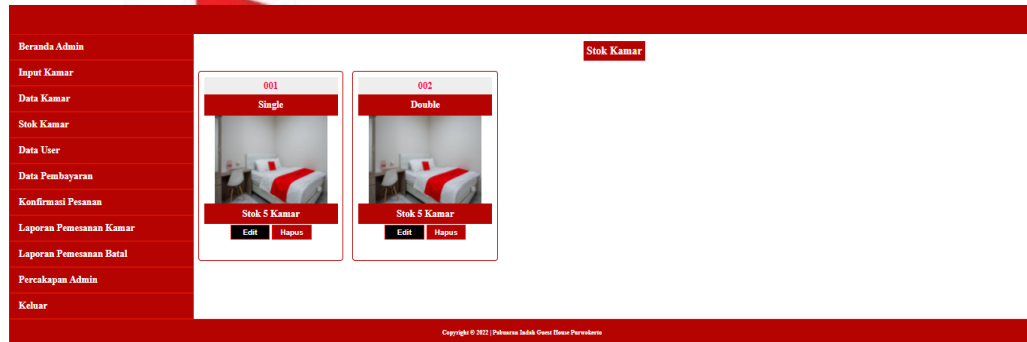 Beranda Admin
Input Kamar
Data Kamar
Stok Kamar
Data User
Data Pembayaran
Konfirmasi Pesanan
Laporan Pemesanan Kamar
Laporan Pemesanan Batal
Percakapan Admin
Keluar
Stok Kamar
001
Single
Stok 5 Kamar
Edit Hapus
002
Double
Stok 5 Kamar
Edit Hapus
Copyright © 2022 | Pakuaran Indah Guest House Purwokerto